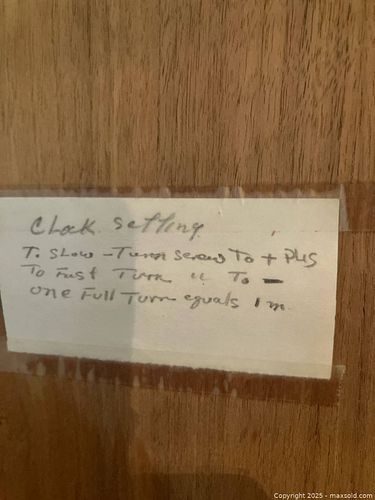 Clock Setting
To Slow - Turn Screw To + Plus
To Fast Turn " To -
one Full Turn equals 1 m.
Copyright 2025 - maxsold.com